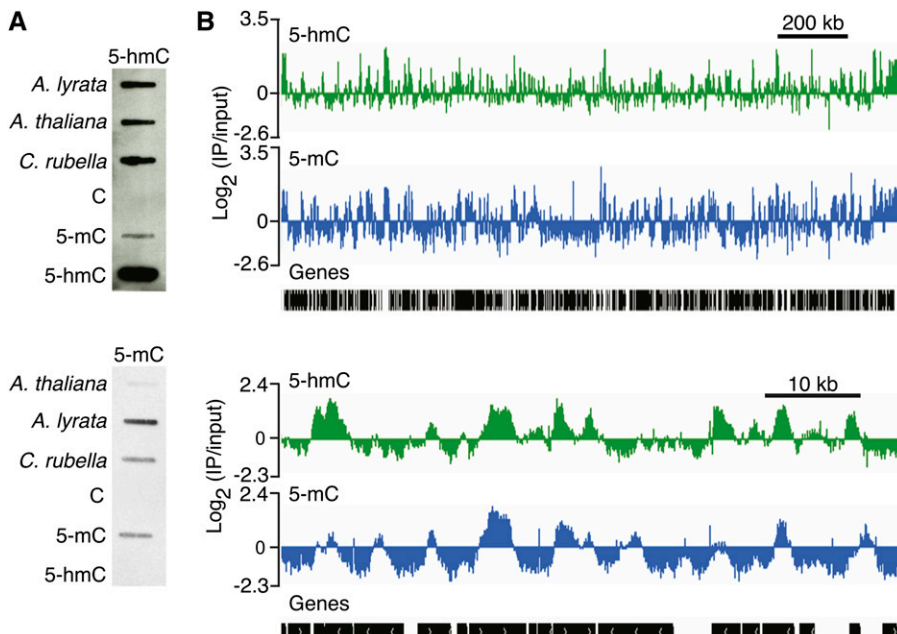 A
5-hmC
A. lyrata
A. thaliana
C. rubella
C
5-mC
5-hmC
5-mC
A. thaliana
A. lyrata
C. rubella
C
5-mC
5-hmC
B
3.5
5-hmC
200 kb
0
-2.6
3.5
5-mC
0
-2.6
Log2 (IP/input)
Genes
2.4
5-hmC
10 kb
0
-2.3
2.4
5-mC
0
-2.3
Log2 (IP/input)
Genes